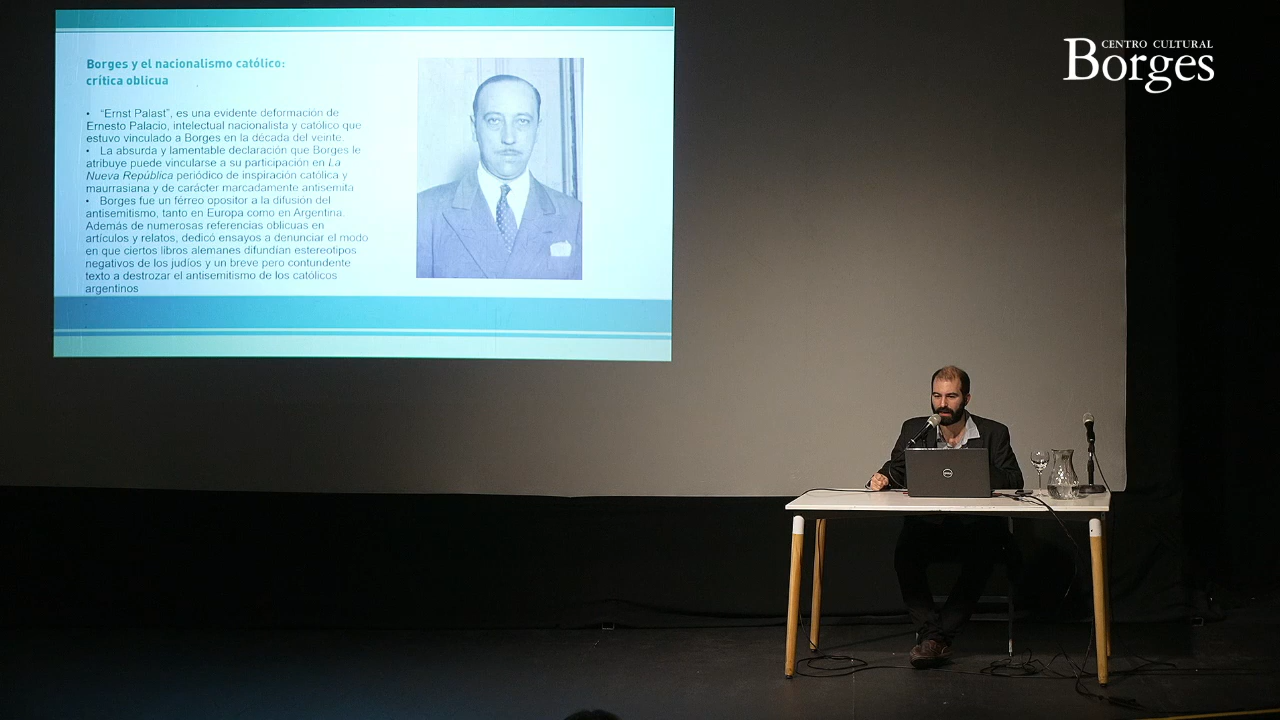 Borges y el nacionalismo católico:
crítica oblicua
• “Ernst Palast”, es una evidente deformación de
Ernesto Palacio, intelectual nacionalista y católico que
estuvo vinculado a Borges en la década del veinte.
• La absurda y lamentable declaración que Borges le
atribuye puede vincularse a su participación en La
Nueva República periódico de inspiración católica y
maurrasiana y de carácter marcadamente antisemita
• Borges fue un férreo opositor a la difusión del
antisemitismo, tanto en Europa como en Argentina.
Además de numerosas referencias oblicuas en
artículos y relatos, dedicó ensayos a denunciar el modo
en que ciertos libros alemanes difundían estereotipos
negativos de los judíos y un breve pero contundente
texto a destrozar el antisemitismo de los católicos
argentinos
CENTRO CULTURAL
Borges
DELL